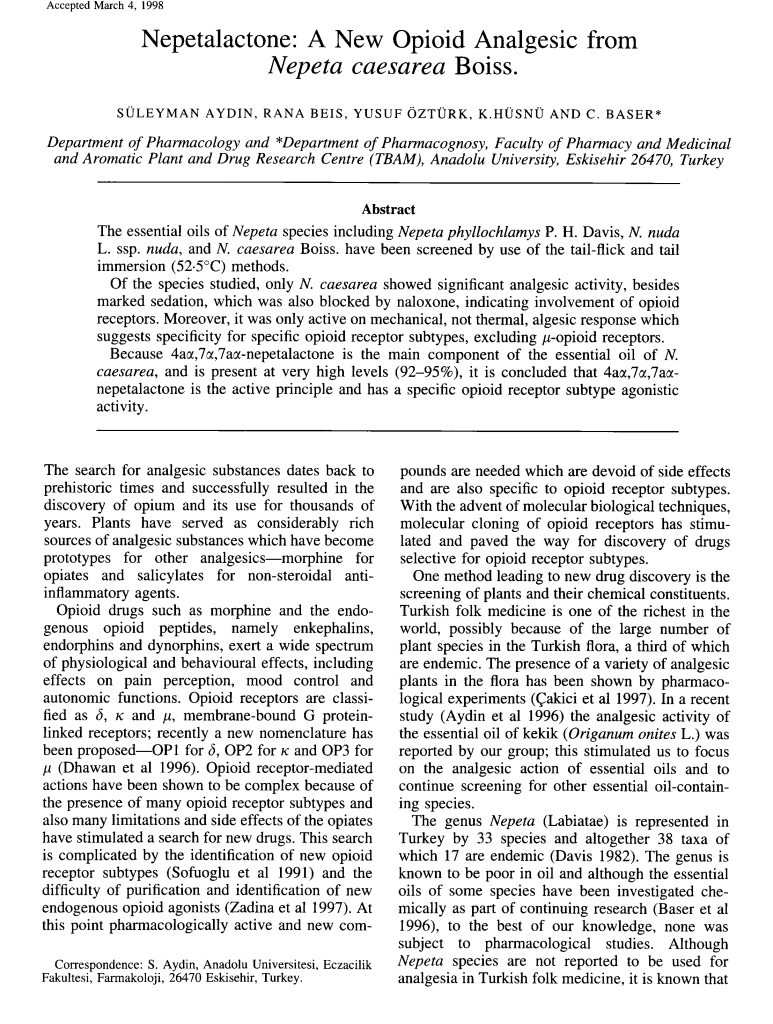 Accepted March 4, 1998
Nepetalactone: A New Opioid Analgesic from
Nepeta caesarea Boiss.
SÜLEYMAN AYDIN, RANA BEIS, YUSUF ÖZTÜRK, K.HÜSNÜ AND C. BASER*
Department of Pharmacology and *Department of Pharmacognosy, Faculty of Pharmacy and Medicinal
and Aromatic Plant and Drug Research Centre (TBAM), Anadolu University, Eskisehir 26470, Turkey
Abstract
The essential oils of Nepeta species including Nepeta phyllochlamys P. H. Davis, N. nuda
L. ssp. nuda, and N. caesarea Boiss. have been screened by use of the tail-flick and tail
immersion (52·5°C) methods.
Of the species studied, only N. caesarea showed significant analgesic activity, besides
marked sedation, which was also blocked by naloxone, indicating involvement of opioid
receptors. Moreover, it was only active on mechanical, not thermal, algesic response which
suggests specificity for specific opioid receptor subtypes, excluding μ-opioid receptors.
Because 4aα,7α,7aα-nepetalactone is the main component of the essential oil of N.
caesarea, and is present at very high levels (92–95%), it is concluded that 4aα,7α,7aα-
nepetalactone is the active principle and has a specific opioid receptor subtype agonistic
activity.
The search for analgesic substances dates back to
prehistoric times and successfully resulted in the
discovery of opium and its use for thousands of
years. Plants have served as considerably rich
sources of analgesic substances which have become
prototypes for other analgesics—morphine for
opiates and salicylates for non-steroidal anti-
inflammatory agents.
Opioid drugs such as morphine and the endo-
genous opioid peptides, namely enkephalins,
endorphins and dynorphins, exert a wide spectrum
of physiological and behavioural effects, including
effects on pain perception, mood control and
autonomic functions. Opioid receptors are classi-
fied as δ, κ and μ, membrane-bound G protein-
linked receptors; recently a new nomenclature has
been proposed—OP1 for δ, OP2 for κ and OP3 for
μ (Dhawan et al 1996). Opioid receptor-mediated
actions have been shown to be complex because of
the presence of many opioid receptor subtypes and
also many limitations and side effects of the opiates
have stimulated a search for new drugs. This search
is complicated by the identification of new opioid
receptor subtypes (Sofuoglu et al 1991) and the
difficulty of purification and identification of new
endogenous opioid agonists (Zadina et al 1997). At
this point pharmacologically active and new com-
Correspondence: S. Aydin, Anadolu Universitesi, Eczacilik
Fakultesi, Farmakoloji, 26470 Eskisehir, Turkey.
pounds are needed which are devoid of side effects
and are also specific to opioid receptor subtypes.
With the advent of molecular biological techniques,
molecular cloning of opioid receptors has stimu-
lated and paved the way for discovery of drugs
selective for opioid receptor subtypes.
One method leading to new drug discovery is the
screening of plants and their chemical constituents.
Turkish folk medicine is one of the richest in the
world, possibly because of the large number of
plant species in the Turkish flora, a third of which
are endemic. The presence of a variety of analgesic
plants in the flora has been shown by pharmaco-
logical experiments (Çakici et al 1997). In a recent
study (Aydin et al 1996) the analgesic activity of
the essential oil of kekik (Origanum onites L.) was
reported by our group; this stimulated us to focus
on the analgesic action of essential oils and to
continue screening for other essential oil-contain-
ing species.
The genus Nepeta (Labiatae) is represented in
Turkey by 33 species and altogether 38 taxa of
which 17 are endemic (Davis 1982). The genus is
known to be poor in oil and although the essential
oils of some species have been investigated che-
mically as part of continuing research (Baser et al
1996), to the best of our knowledge, none was
subject to pharmacological studies. Although
Nepeta species are not reported to be used for
analgesia in Turkish folk medicine, it is known that